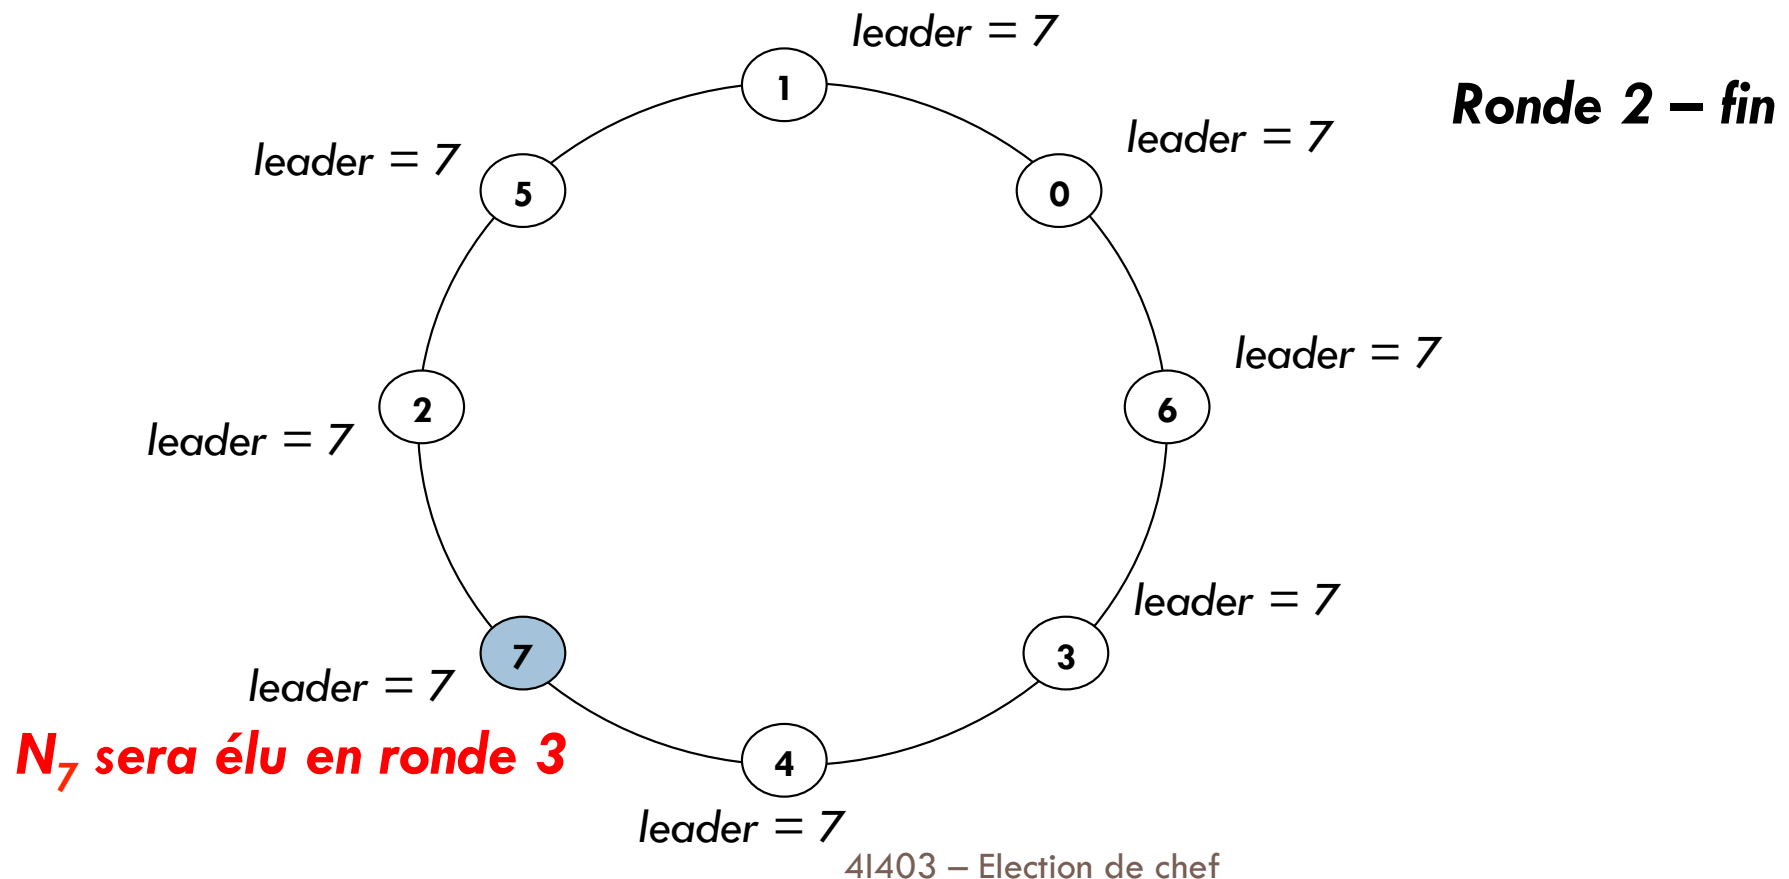 leader = 7
1
Ronde 2 – fin
leader = 7
leader = 7
5
0
leader = 7
2
6
leader = 7
leader = 7
7
3
leader = 7
N7 sera élu en ronde 3
4
leader = 7
4I403 – Election de chef